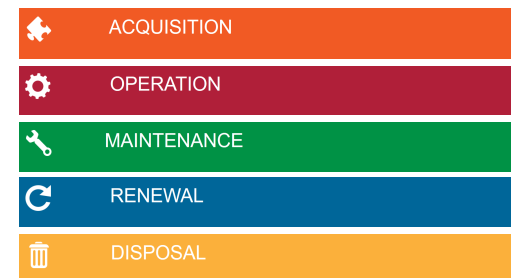 ACQUISITION
OPERATION
MAINTENANCE
RENEWAL
DISPOSAL